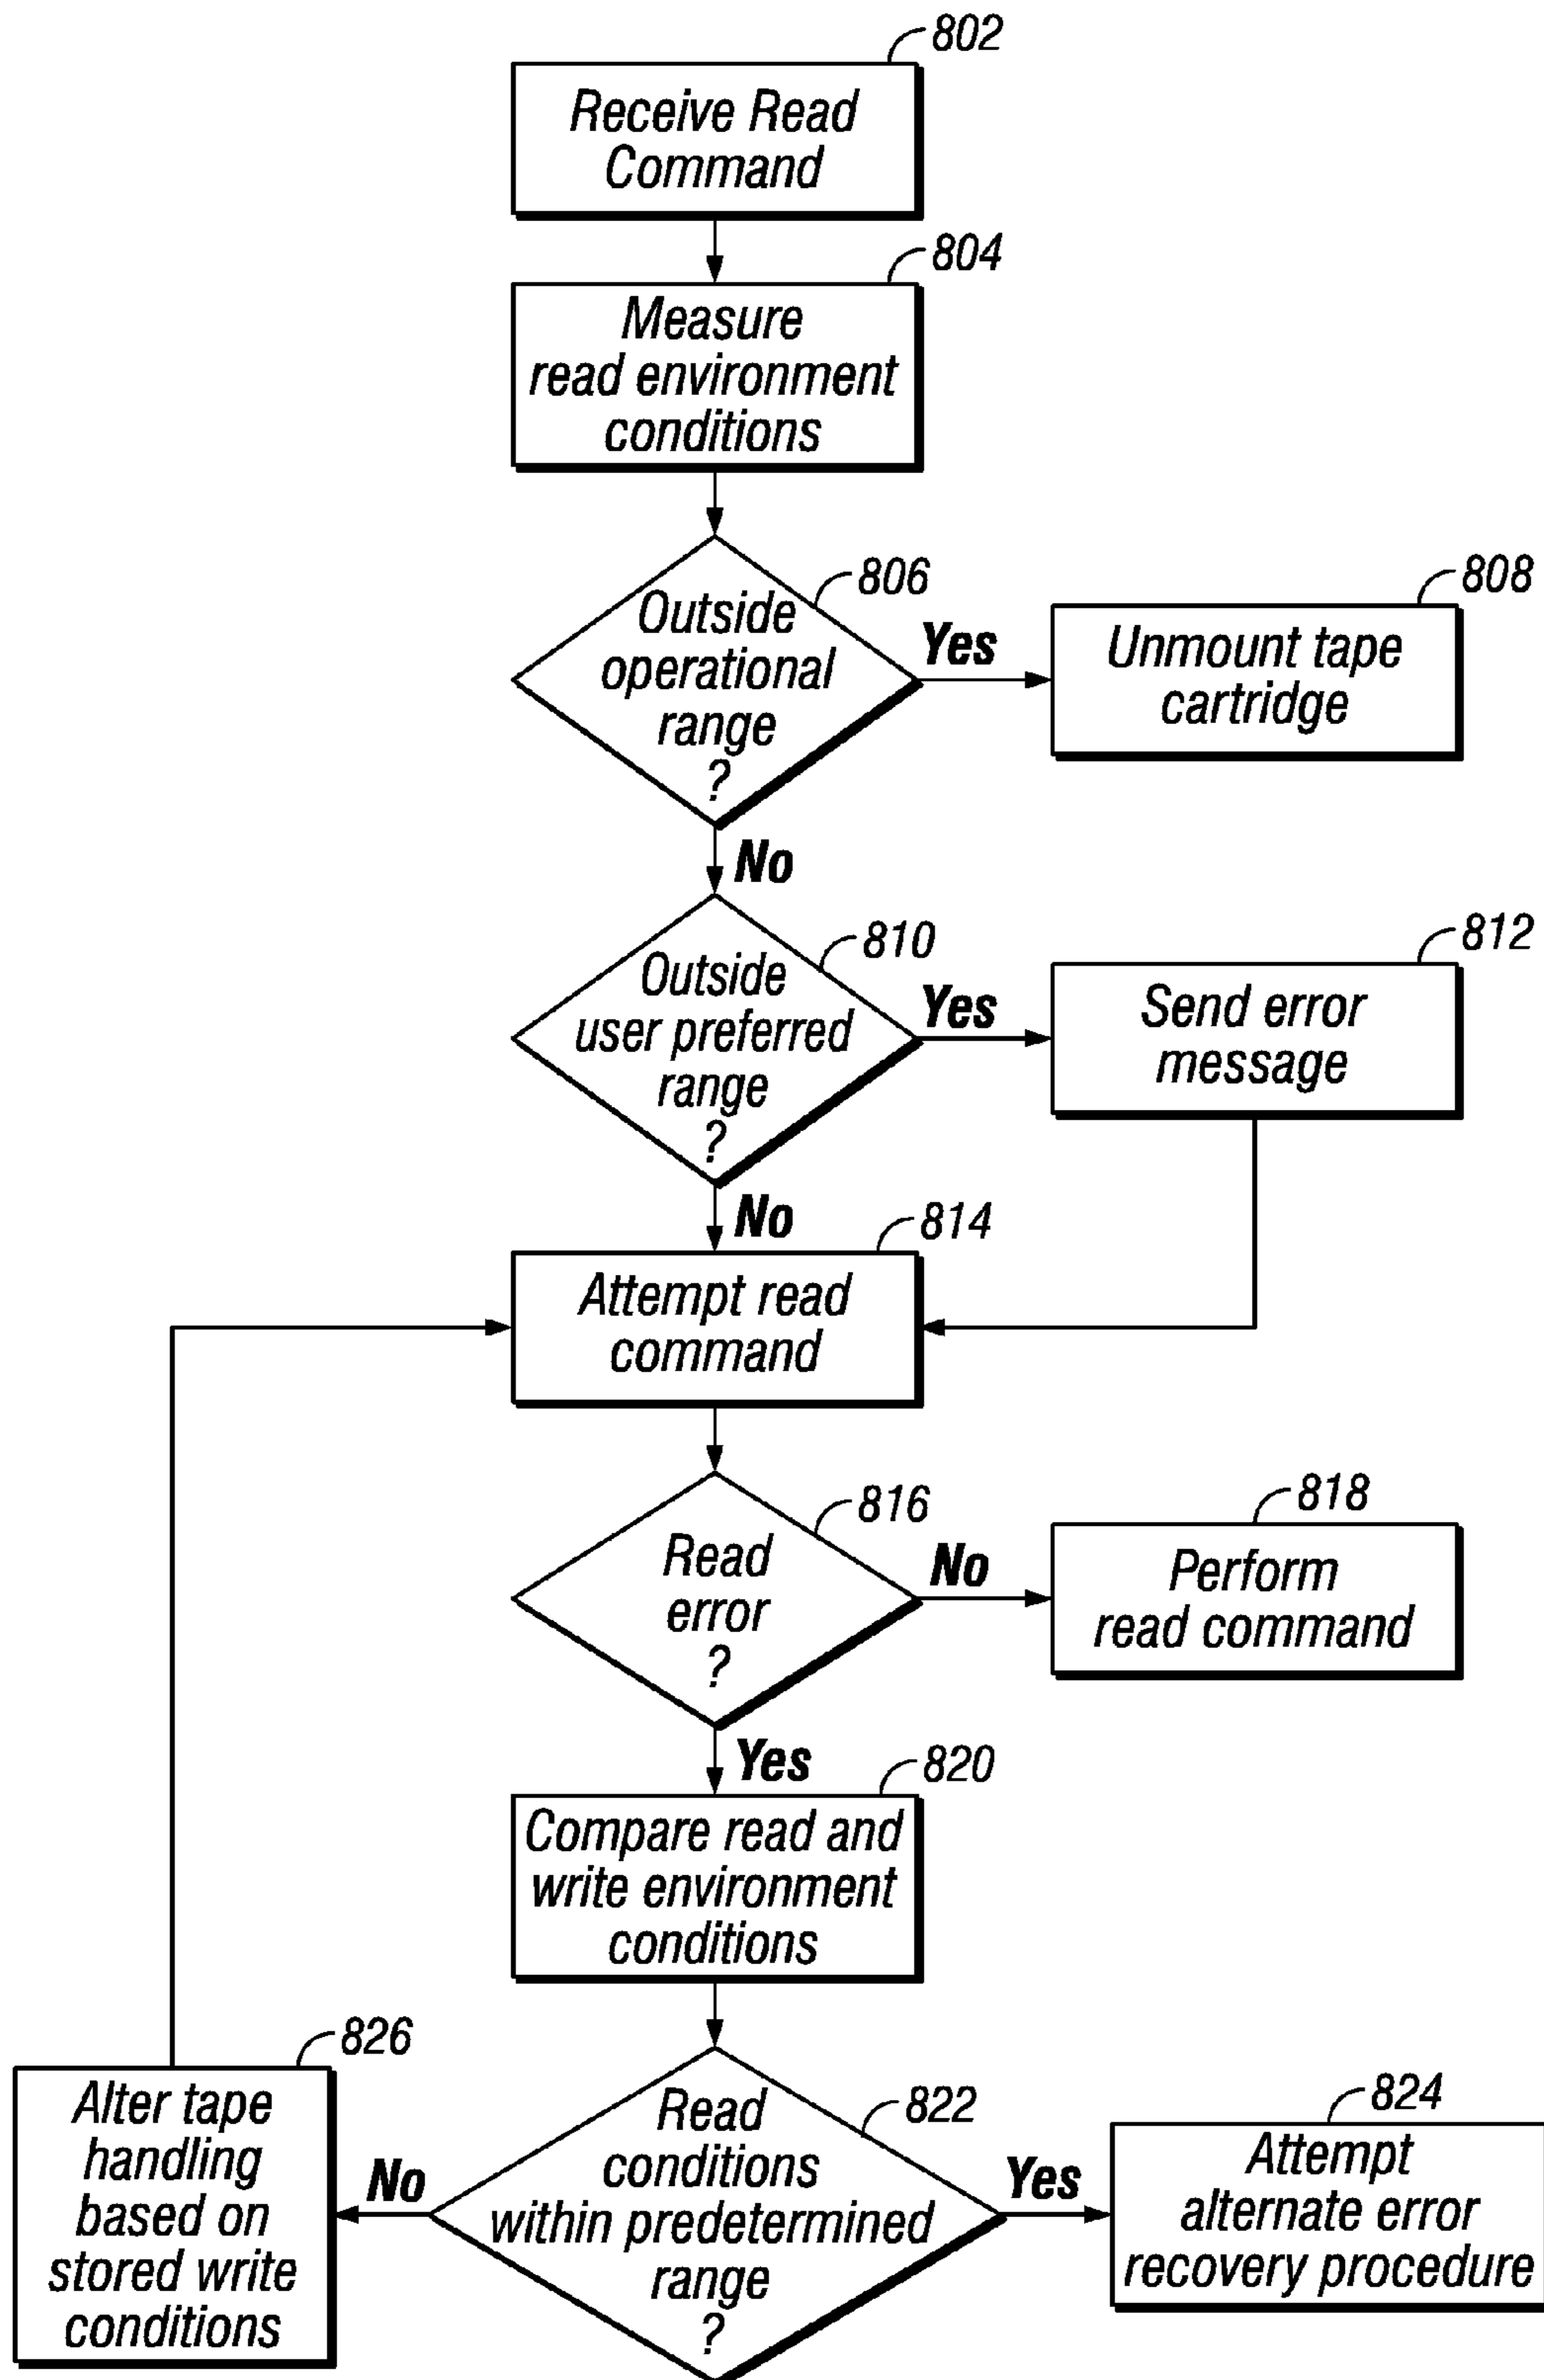 802
Receive Read
Command
804
Measure
read environment
conditions
806
Outside
operational
range
?
Yes
808
Unmount tape
cartridge
No
810
Outside
user preferred
range
?
Yes
812
Send error
message
No
814
Attempt read
command
816
Read
error
?
No
818
Perform
read command
Yes
820
Compare read and
write environment
conditions
822
Read
conditions
within predetermined
range
?
Yes
824
Attempt
alternate error
recovery procedure
No
826
Alter tape
handling
based on
stored write
conditions